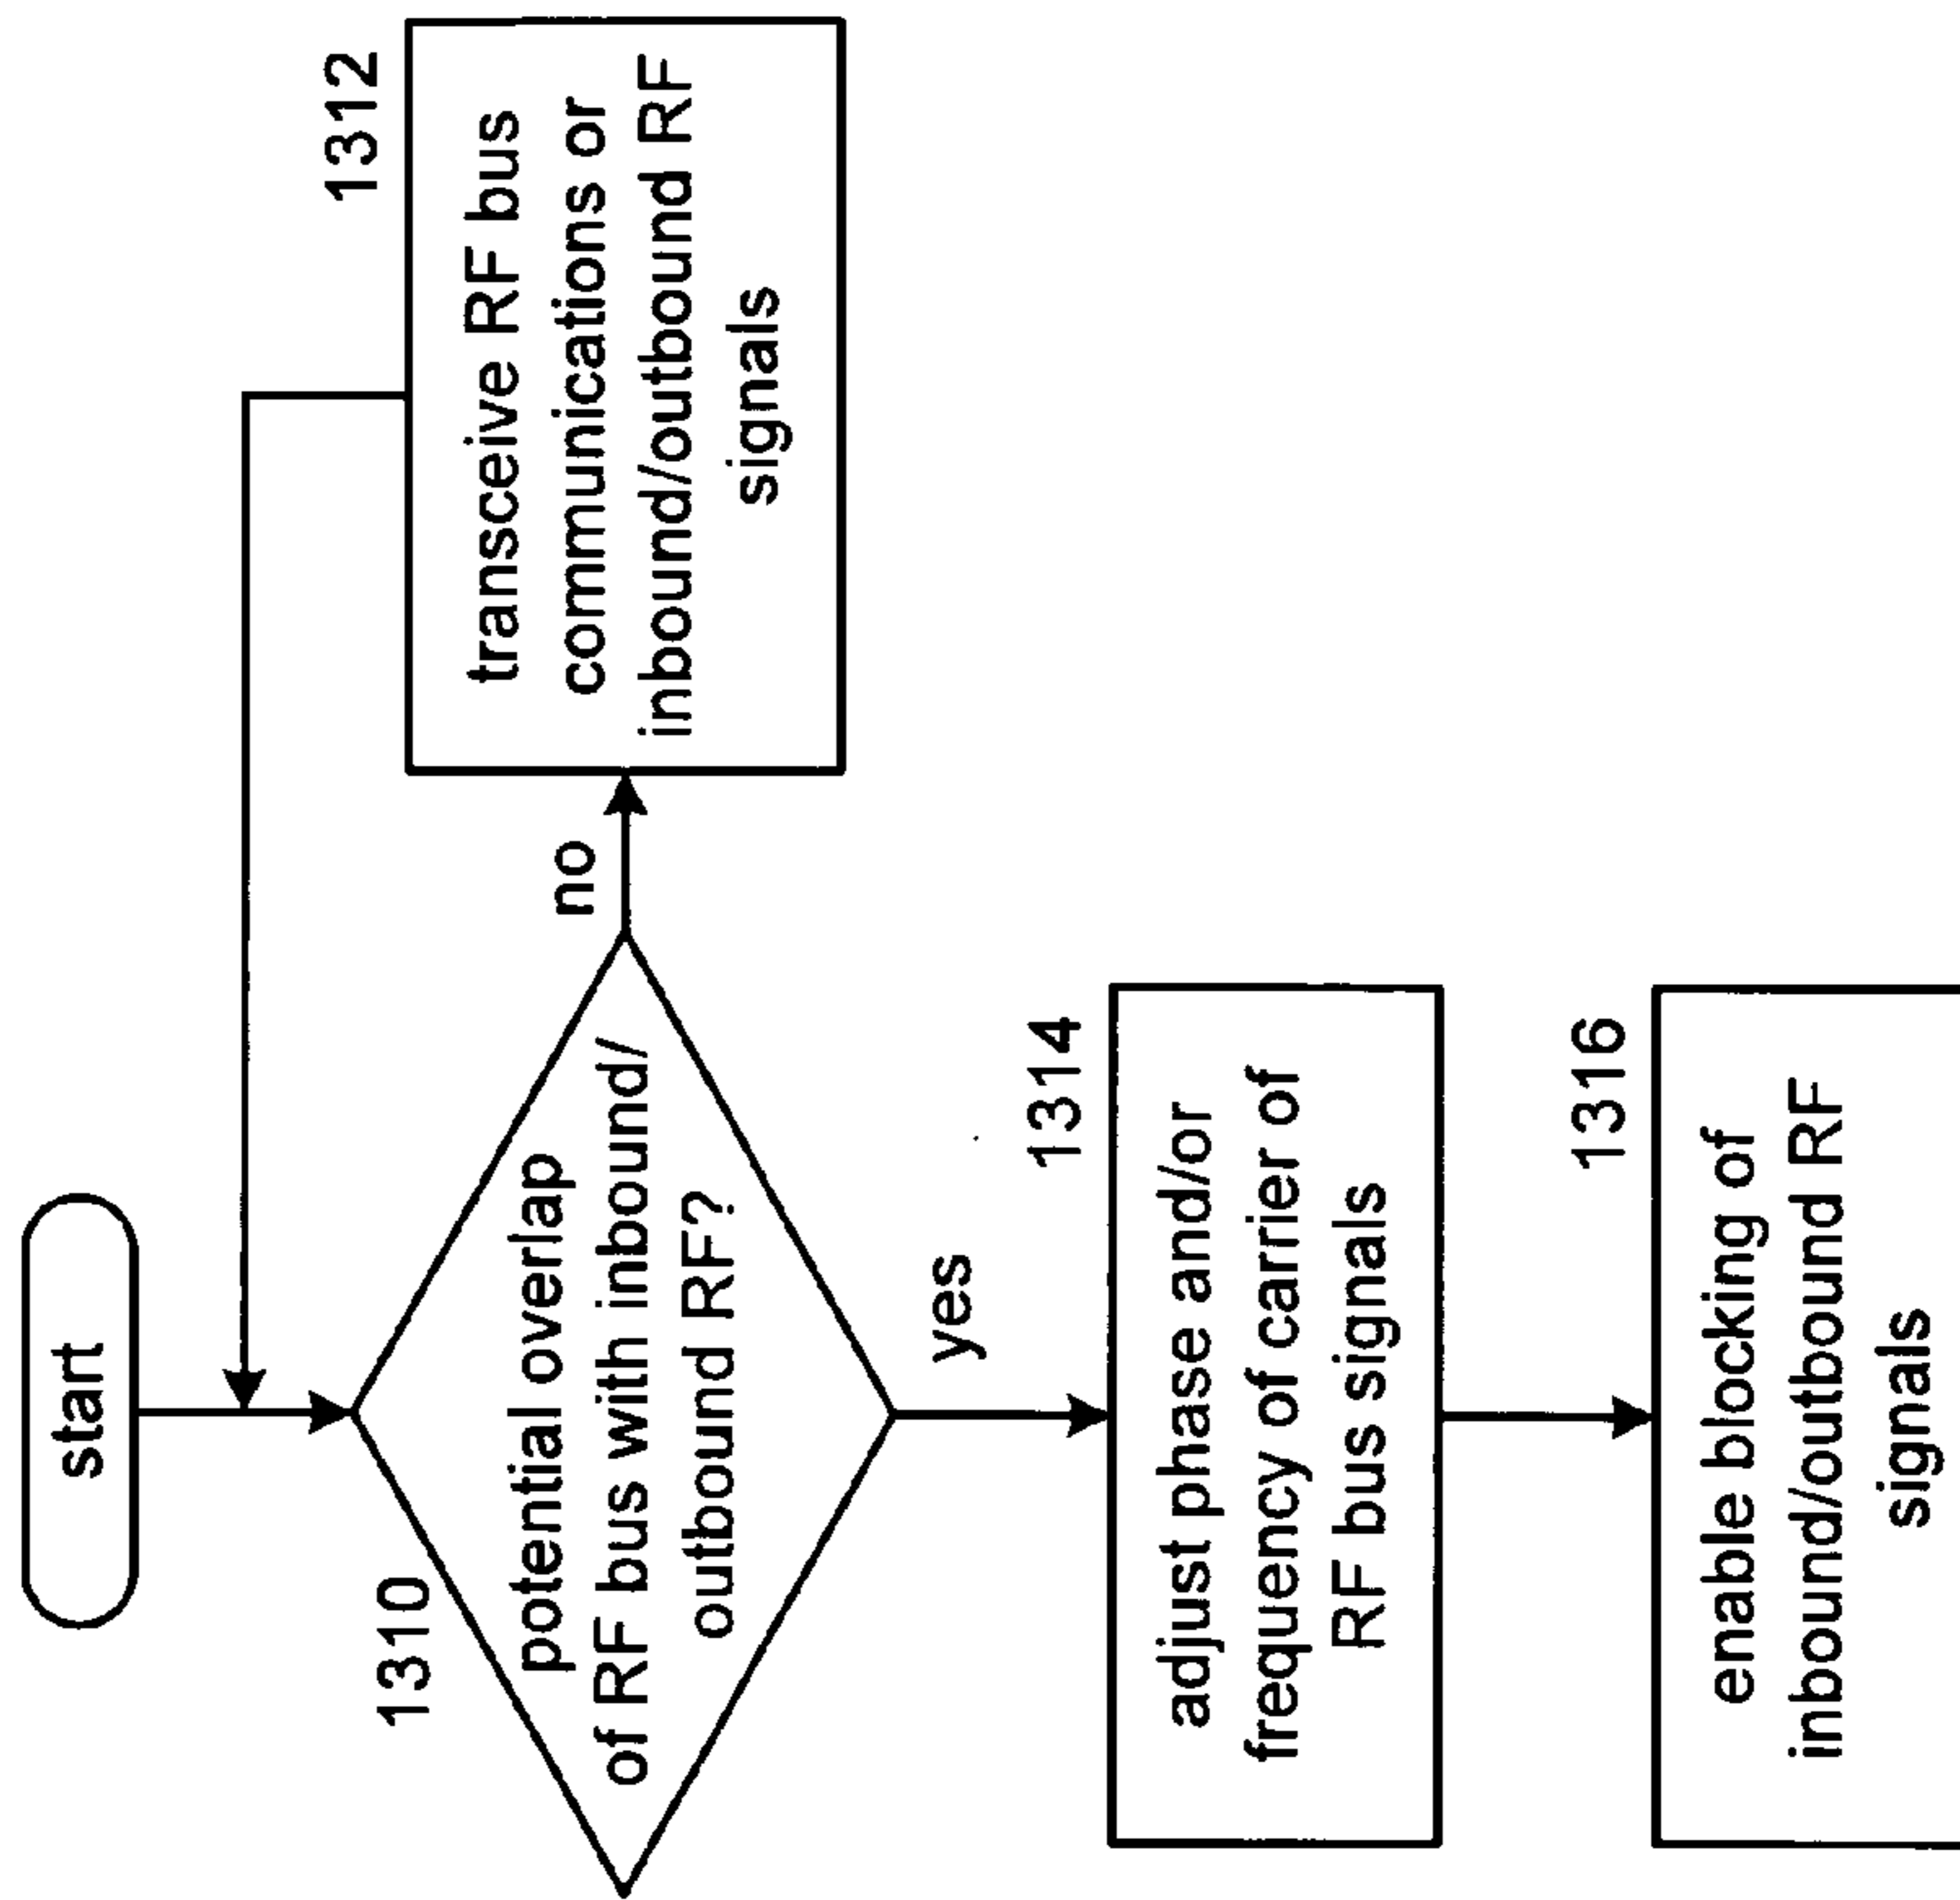 start
1310
potential overlap
of RF bus with inbound/
outbound RF?
no
1312
transceive RF bus
communications or
inbound/outbound RF
signals
yes
1314
adjust phase and/or
frequency of carrier of
RF bus signals
1316
enable blocking of
inbound/outbound RF
signals